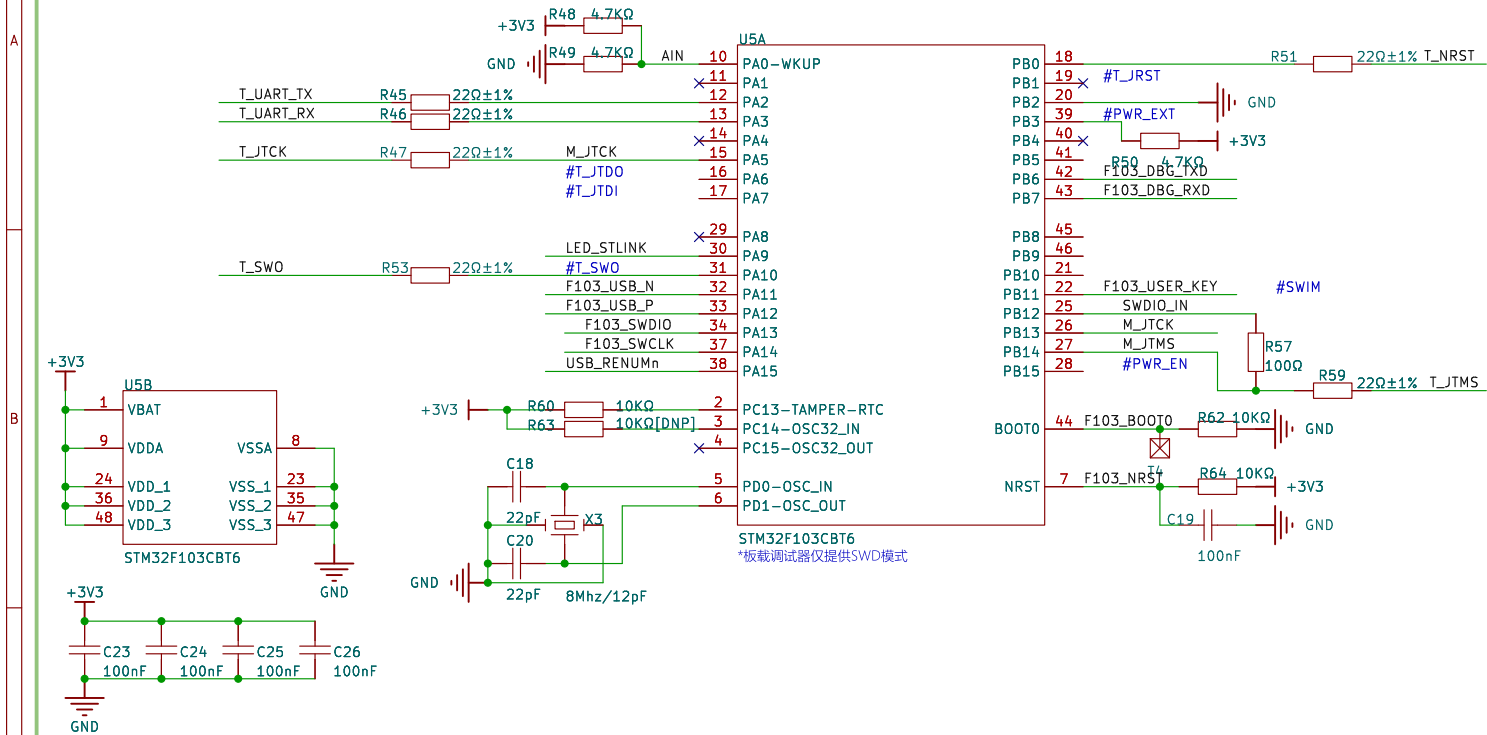 A
B
+3V3
R48 4.7KΩ
GND
R49 4.7KΩ
AIN
T_UART_TX
R45 22Ω±1%
T_UART_RX
R46 22Ω±1%
T_JTCK
R47 22Ω±1%
M_JTCK
#T_JTDO
#T_JTDI
LED_STLINK
T_SWO
R53 22Ω±1%
#T_SWO
F103_USB_N
F103_USB_P
F103_SWDIO
F103_SWCLK
USB_RENUMn
+3V3
R60 10KΩ
R63 10KΩ[DNP]
C18
22pF
X3
C20
22pF
GND
8Mhz/12pF
U5A
10 PA0-WKUP
11 PA1
12 PA2
13 PA3
14 PA4
15 PA5
16 PA6
17 PA7
29 PA8
30 PA9
31 PA10
32 PA11
33 PA12
34 PA13
37 PA14
38 PA15
2 PC13-TAMPER-RTC
3 PC14-OSC32_IN
4 PC15-OSC32_OUT
5 PD0-OSC_IN
6 PD1-OSC_OUT
PB0 18
PB1 19
PB2 20
PB3 39
PB4 40
PB5 41
PB6 42
PB7 43
PB8 45
PB9 46
PB10 21
PB11 22
PB12 25
PB13 26
PB14 27
PB15 28
BOOT0 44
NRST 7
STM32F103CBT6
*板载调试器仅提供SWD模式
R51 22Ω±1%
T_NRST
#T_JRST
GND
#PWR_EXT
+3V3
R50 4.7KΩ
F103_DBG_TXD
F103_DBG_RXD
F103_USER_KEY
#SWIM
SWDIO_IN
M_JTCK
M_JTMS
#PWR_EN
R57
100Ω
R59 22Ω±1%
T_JTMS
F103_BOOT0
R62 10KΩ
GND
T4
F103_NRST
R64 10KΩ
+3V3
C19
100nF
GND
+3V3
U5B
1 VBAT
9 VDDA
24 VDD_1
36 VDD_2
48 VDD_3
VSSA 8
VSS_1 23
VSS_2 35
VSS_3 47
STM32F103CBT6
GND
+3V3
C23
100nF
C24
100nF
C25
100nF
C26
100nF
GND